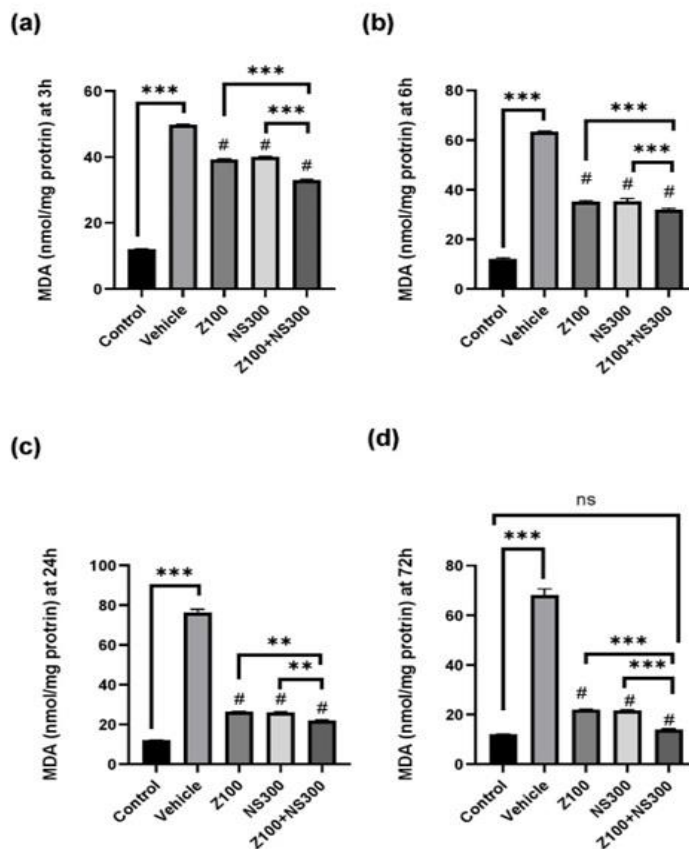 (a)
MDA (nmol/mg protrin) at 3h
60
40
20
0
***
***
***
#
#
#
Control
Vehicle
Z100
NS300
Z100+NS300
(b)
MDA (nmol/mg protrin) at 6h
80
60
40
20
0
***
***
***
#
#
#
Control
Vehicle
Z100
NS300
Z100+NS300
(c)
MDA (nmol/mg protrin) at 24h
100
80
60
40
20
0
***
**
**
#
#
#
Control
Vehicle
Z100
NS300
Z100+NS300
(d)
MDA (nmol/mg protrin) at 72h
80
60
40
20
0
ns
***
***
***
#
#
#
Control
Vehicle
Z100
NS300
Z100+NS300